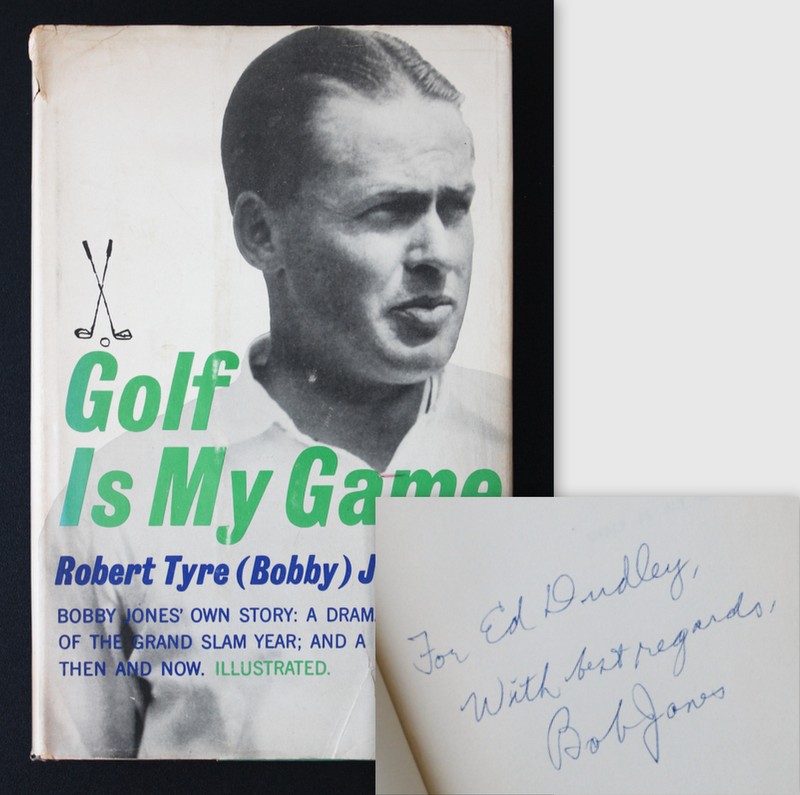 Golf
Is My Game
Robert Tyre (Bobby) J
BOBBY JONES' OWN STORY: A DRAM
OF THE GRAND SLAM YEAR; AND A
THEN AND NOW. ILLUSTRATED.
For Ed Dudley,
With best regards,
Bob Jones